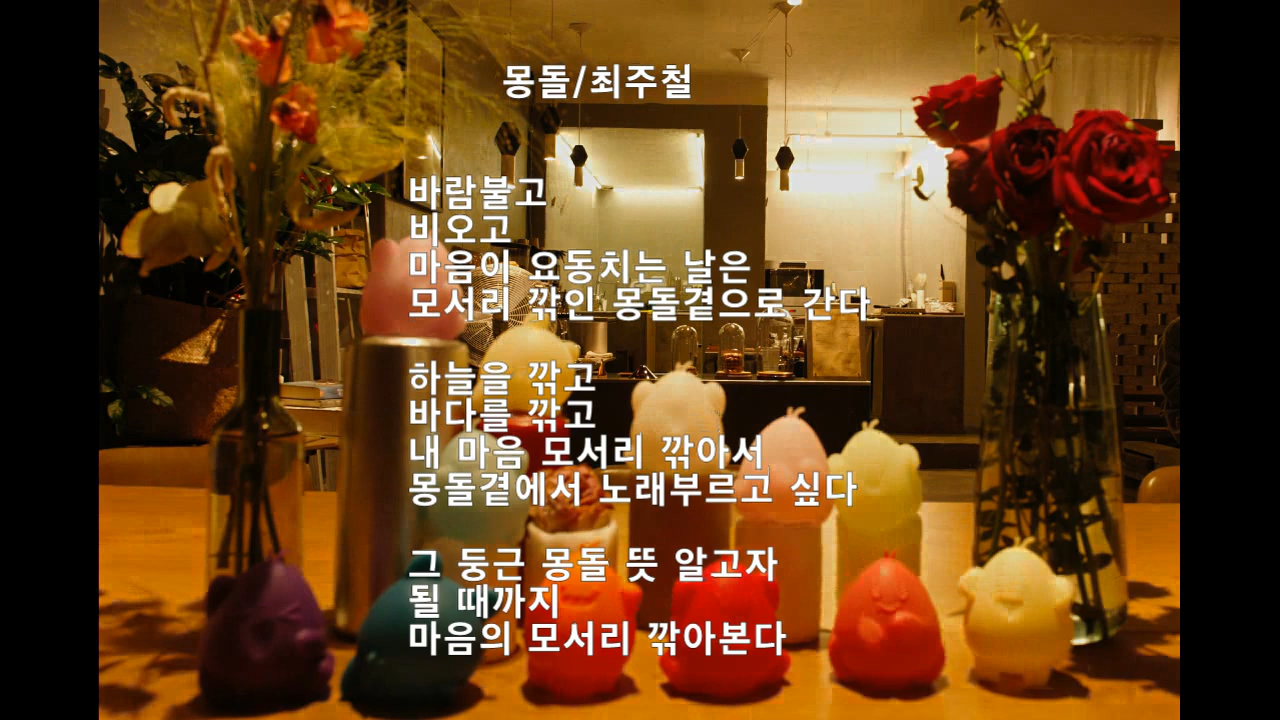 몽돌/최주철
바람불고
비오고
마음이 요동치는 날은
모서리 깎인 몽돌곁으로 간다
하늘을 깎고
바다를 깎고
내 마음 모서리 깎아서
몽돌곁에서 노래부르고 싶다
그 둥근 몽돌 뜻 알고자
될 때까지
마음의 모서리 깎아본다